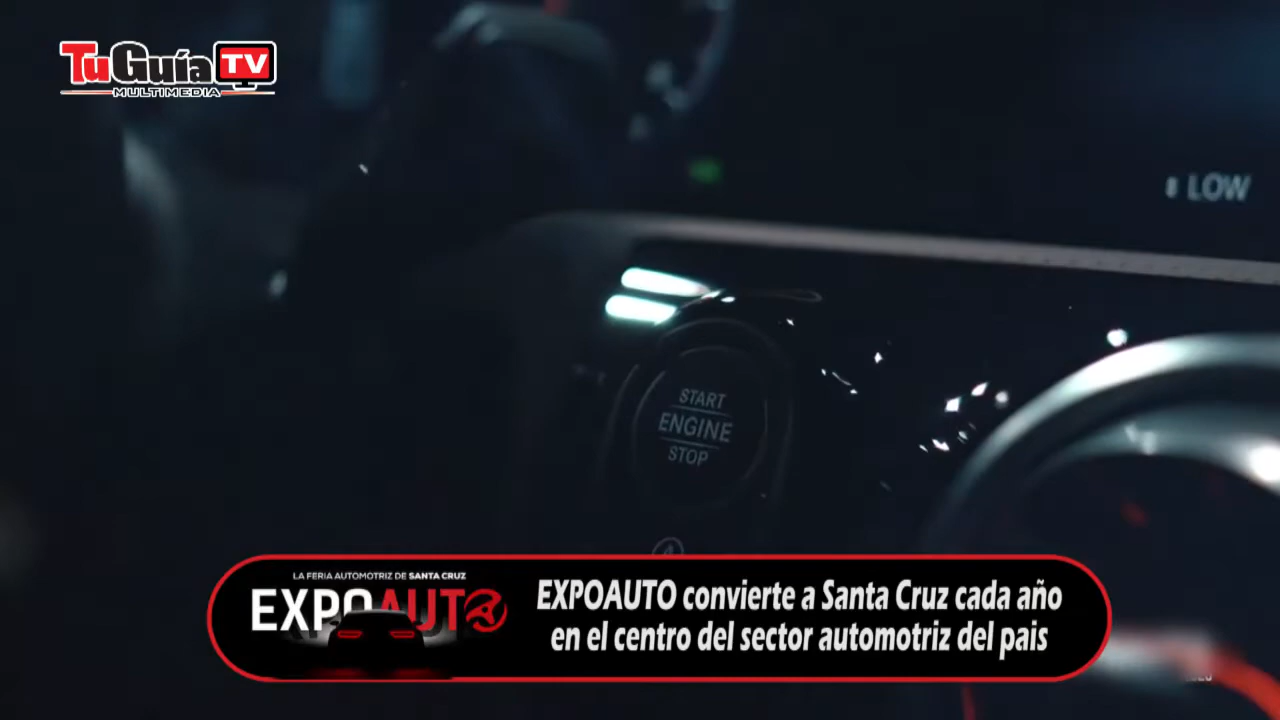 TuGuía TV
MULTIMEDIA
LOW
START
ENGINE
STOP
LA FERIA AUTOMOTRIZ DE SANTA CRUZ
EXPOAUTO
EXPOAUTO convierte a Santa Cruz cada año
en el centro del sector automotriz del pais